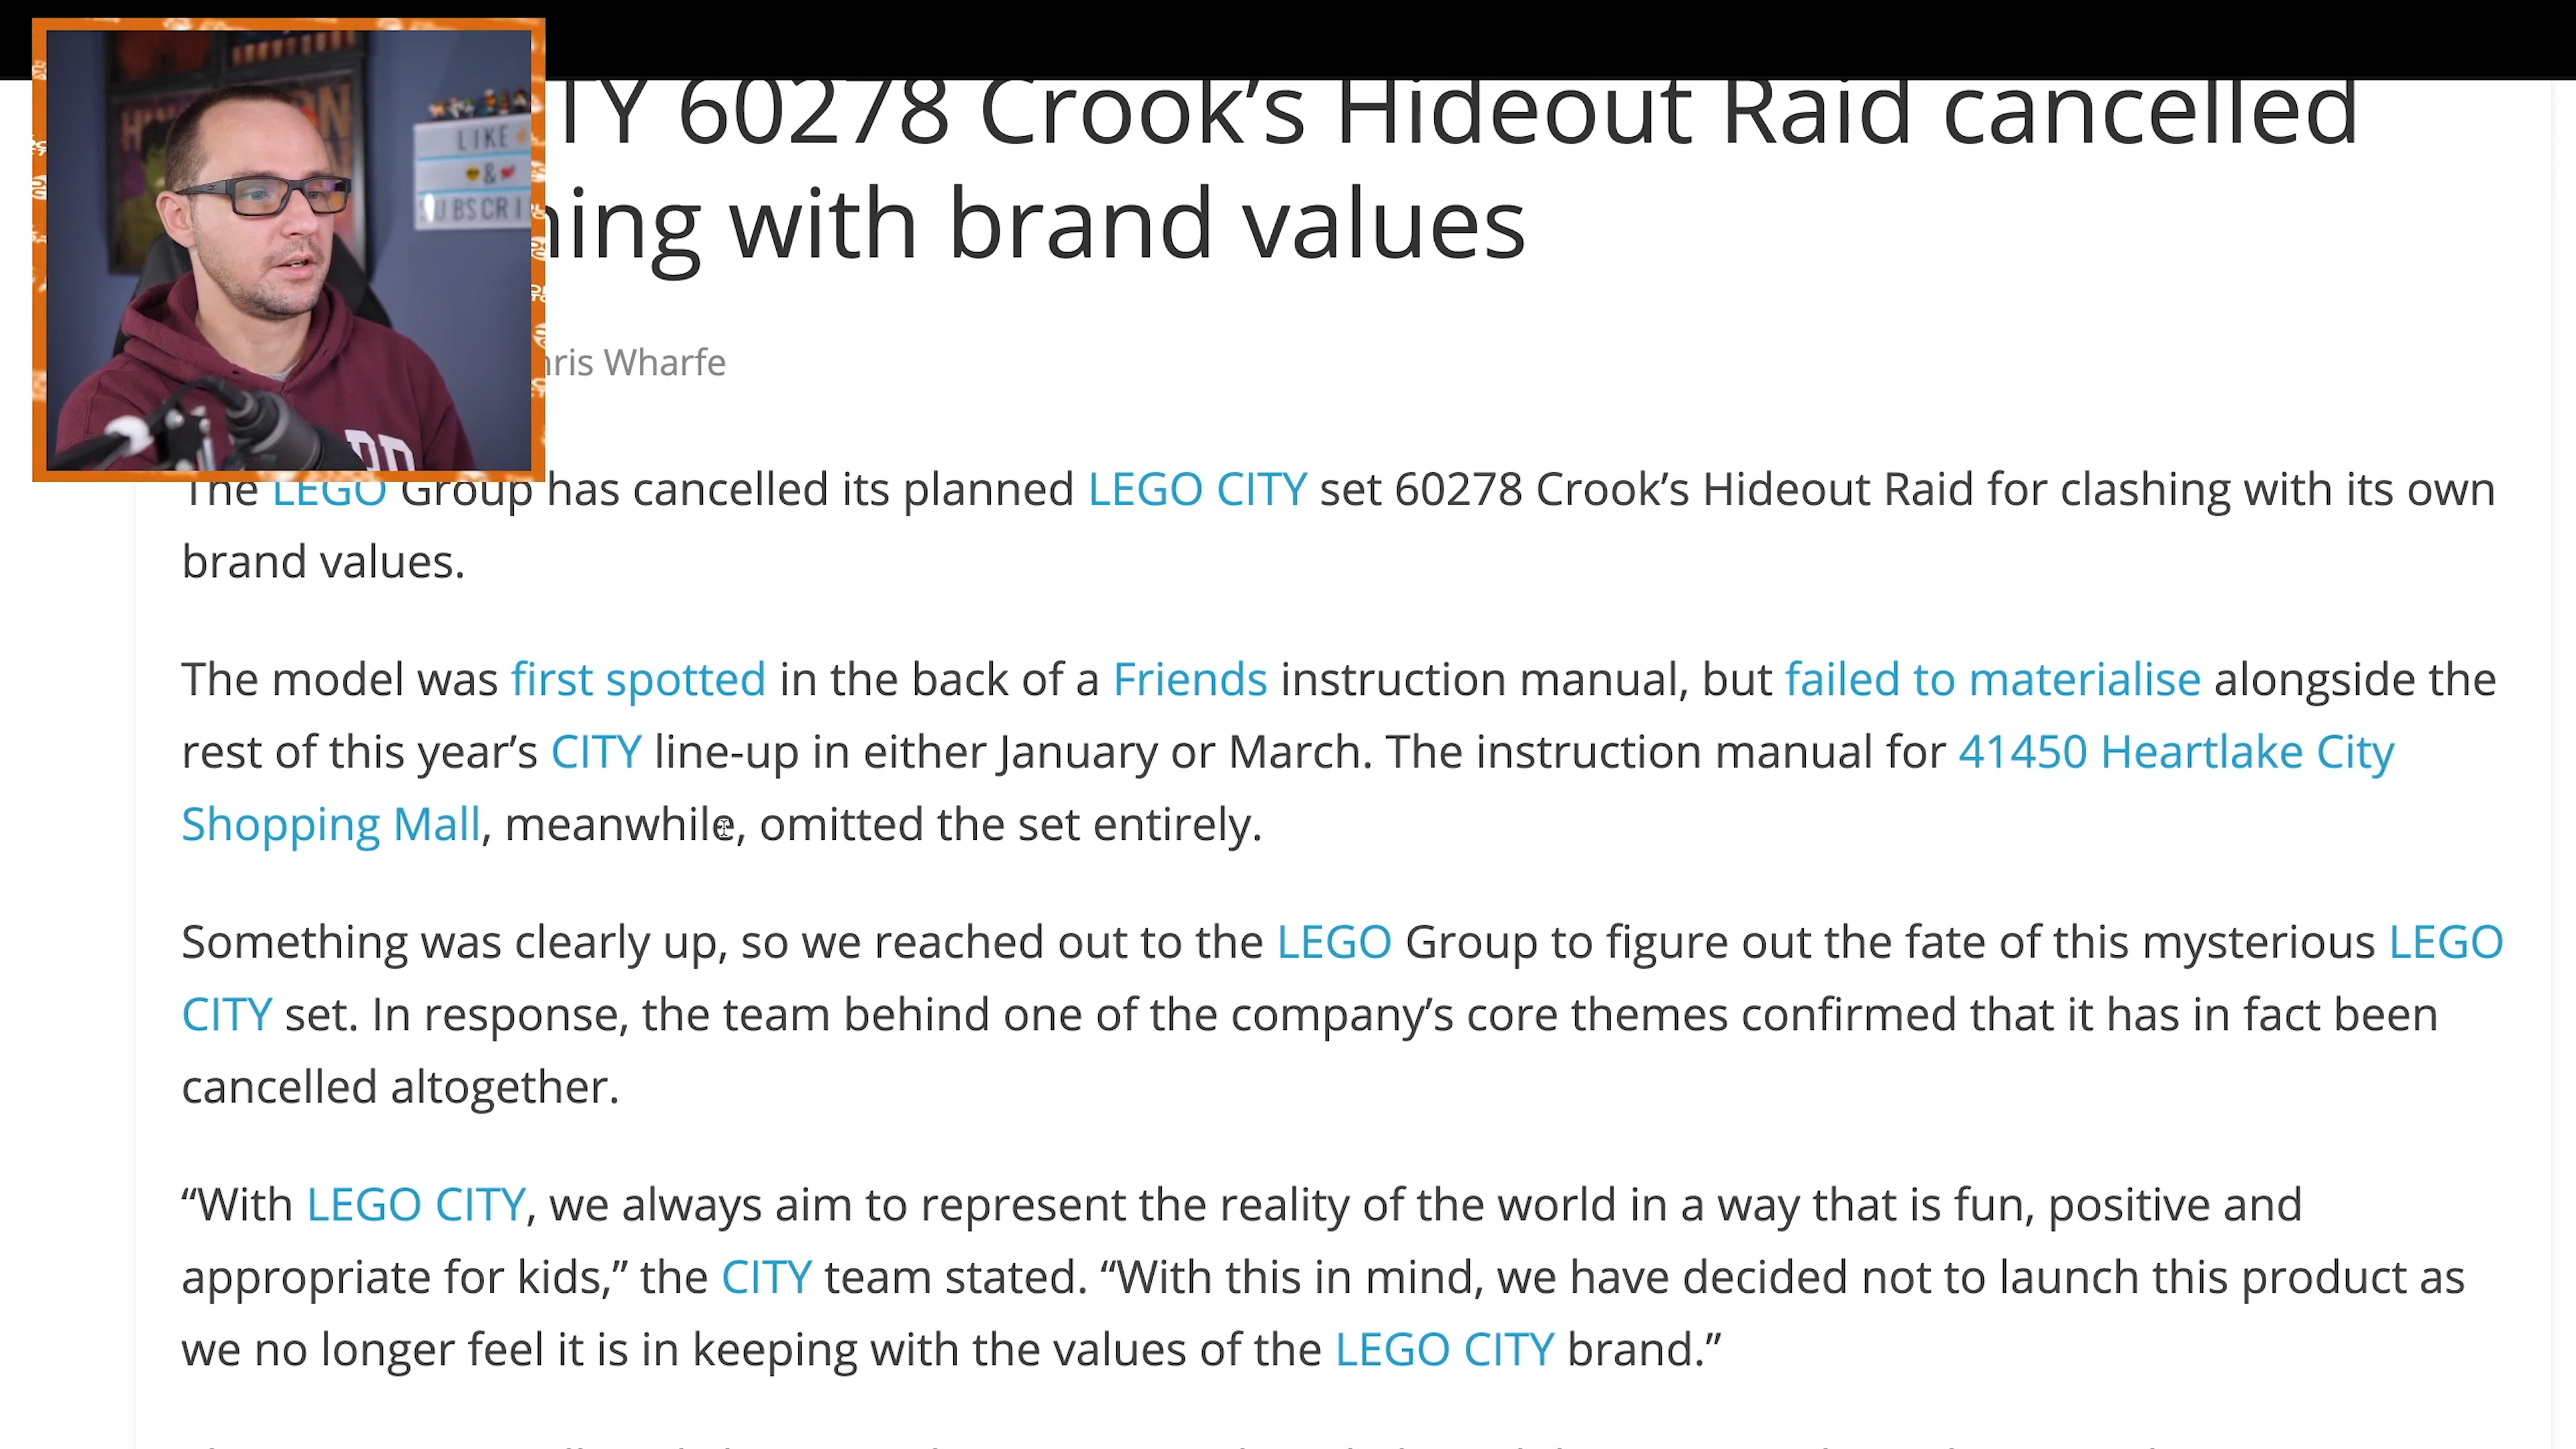 TY 60278 Crook's Hideout Raid cancelled
ing with brand values
hris Wharfe
The LEGO Group has cancelled its planned LEGO CITY set 60278 Crook's Hideout Raid for clashing with its own
brand values.
The model was first spotted in the back of a Friends instruction manual, but failed to materialise alongside the
rest of this year's CITY line-up in either January or March. The instruction manual for 41450 Heartlake City
Shopping Mall, meanwhile, omitted the set entirely.
Something was clearly up, so we reached out to the LEGO Group to figure out the fate of this mysterious LEGO
CITY set. In response, the team behind one of the company's core themes confirmed that it has in fact been
cancelled altogether.
“With LEGO CITY, we always aim to represent the reality of the world in a way that is fun, positive and
appropriate for kids,” the CITY team stated. “With this in mind, we have decided not to launch this product as
we no longer feel it is in keeping with the values of the LEGO CITY brand.”
LIKE
&
SUBSCRI